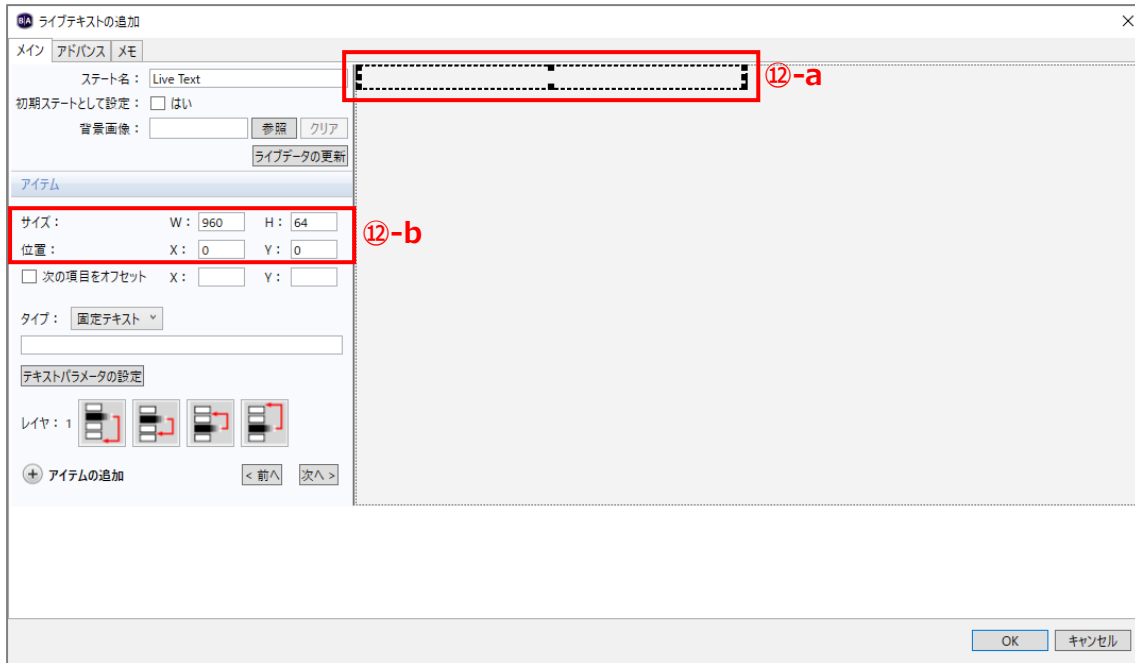 B|A ライブテキストの追加
メイン アドバンス メモ
ステート名： Live Text
⑫-a
初期ステートとして設定： はい
背景画像： 参照 クリア
ライブデータの更新
アイテム
サイズ： W： 960 H： 64
位置： X： 0 Y： 0
⑫-b
次の項目をオフセット X： Y：
タイプ： 固定テキスト
テキストパラメータの設定
レイヤ： 1
アイテムの追加 < 前へ 次へ >
OK キャンセル